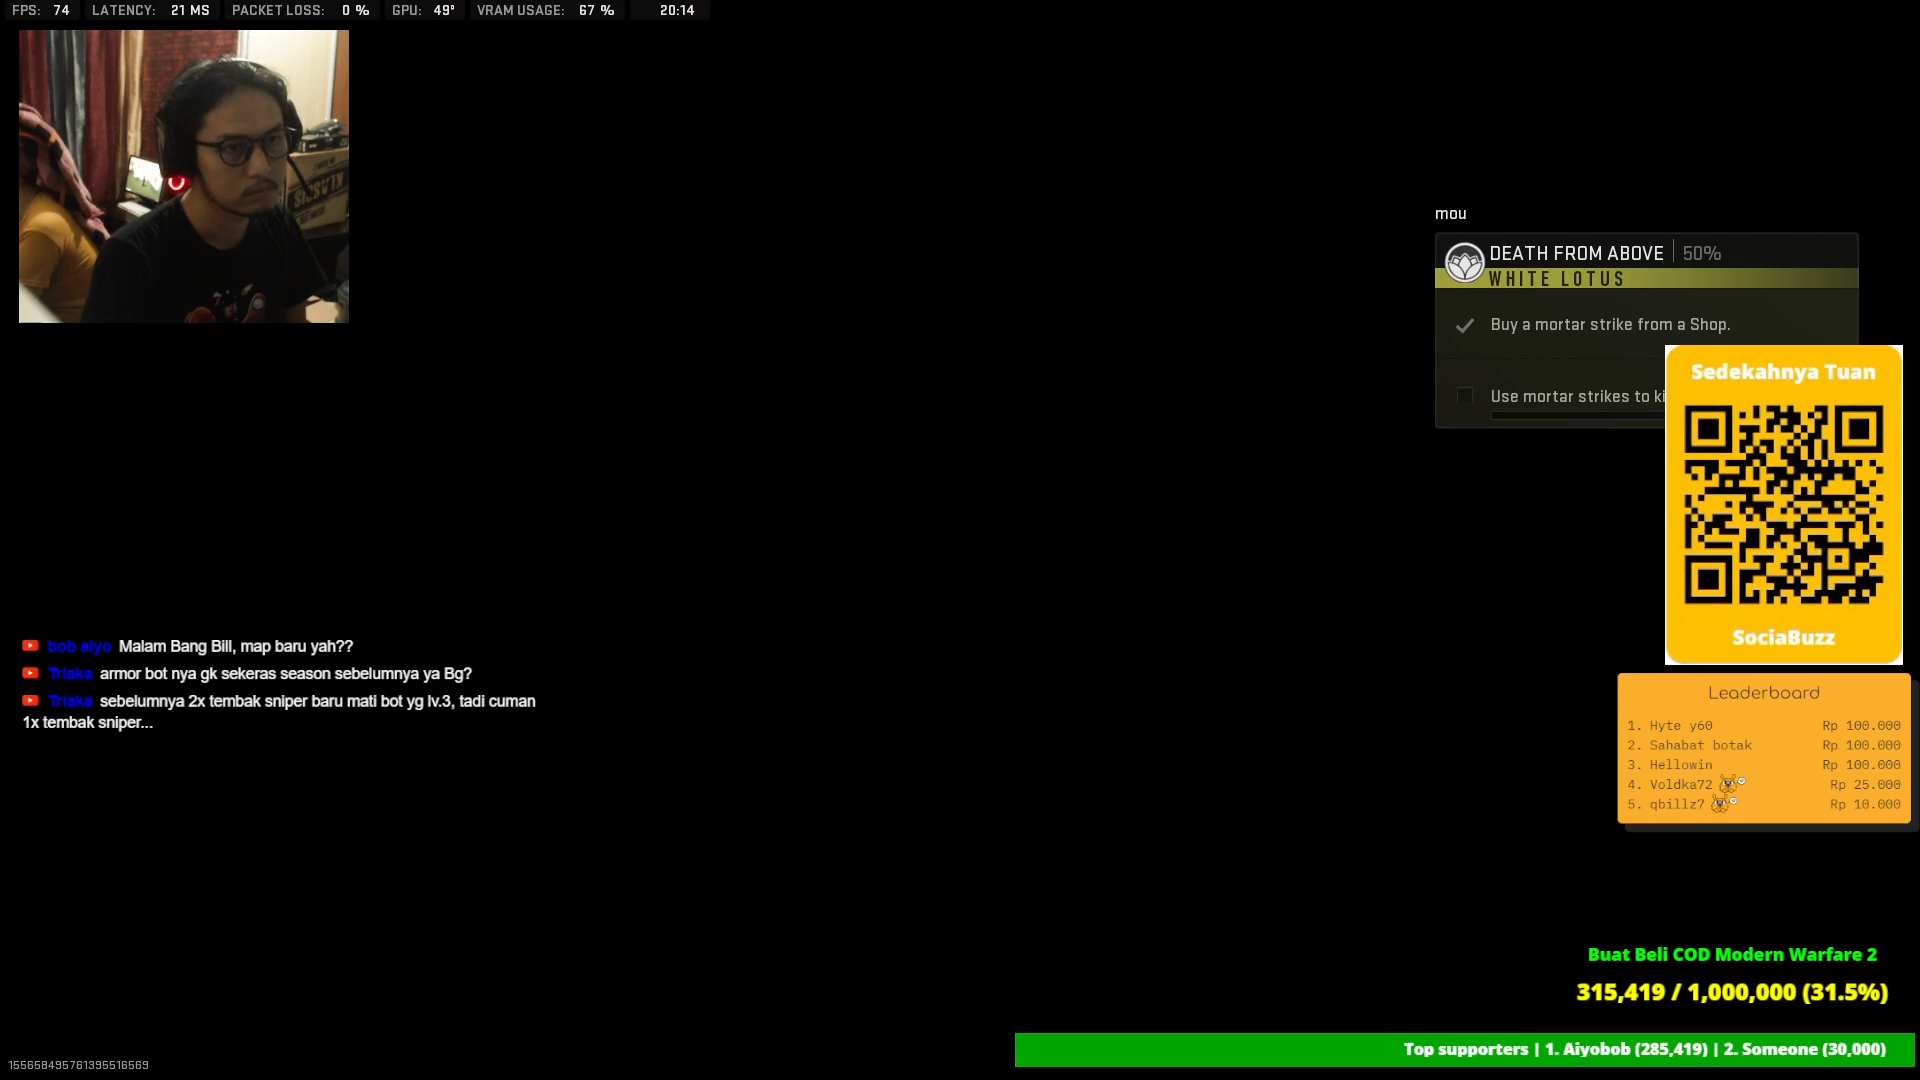 FPS: 74 LATENCY: 21 MS PACKET LOSS: 0 % GPU: 49° VRAM USAGE: 67 % 20:14
mou
DEATH FROM ABOVE 50%
WHITE LOTUS
Buy a mortar strike from a Shop.
Use mortar strikes to ki
Sedekahnya Tuan
SociaBuzz
bob aiyo Malam Bang Bill, map baru yah??
Triaka armor bot nya gk sekeras season sebelumnya ya Bg?
Triaka sebelumnya 2x tembak sniper baru mati bot yg lv.3, tadi cuman
1x tembak sniper...
Leaderboard
1. Hyte y60 Rp 100.000
2. Sahabat botak Rp 100.000
3. Hellowin Rp 100.000
4. Voldka72 Rp 25.000
5. qbillz7 Rp 10.000
Buat Beli COD Modern Warfare 2
315,419 / 1,000,000 (31.5%)
Top supporters | 1. Aiyobob (285,419) | 2. Someone (30,000)
155658495761395516569